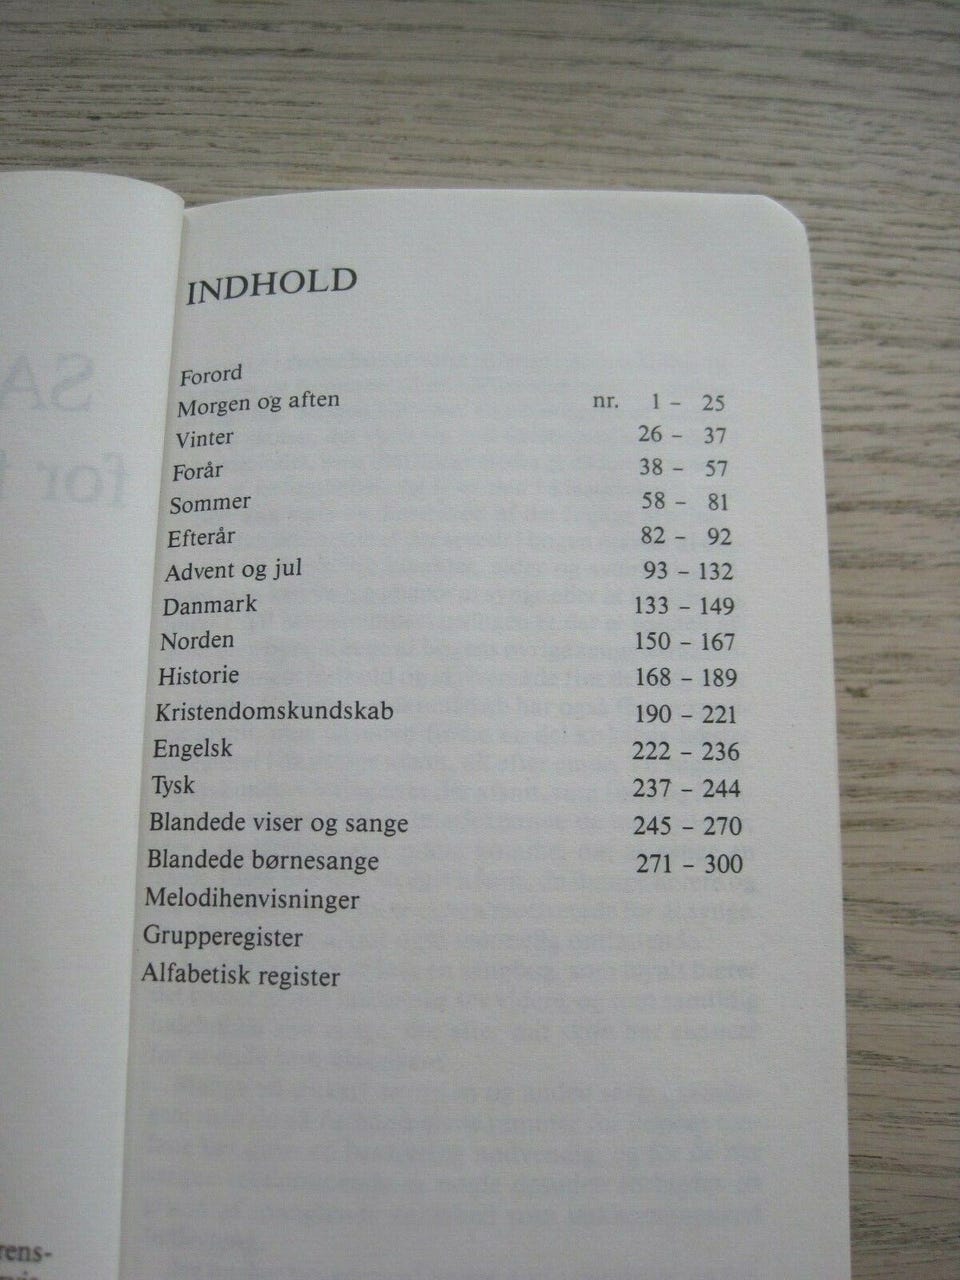 INDHOLD
Forord
Morgen og aften nr. 1 – 25
Vinter 26 – 37
Forår 38 – 57
Sommer 58 – 81
Efterår 82 – 92
Advent og jul 93 – 132
Danmark 133 – 149
Norden 150 – 167
Historie 168 – 189
Kristendomskundskab 190 – 221
Engelsk 222 – 236
Tysk 237 – 244
Blandede viser og sange 245 – 270
Blandede børnesange 271 – 300
Melodihenvisninger
Grupperegister
Alfabetisk register
rens-